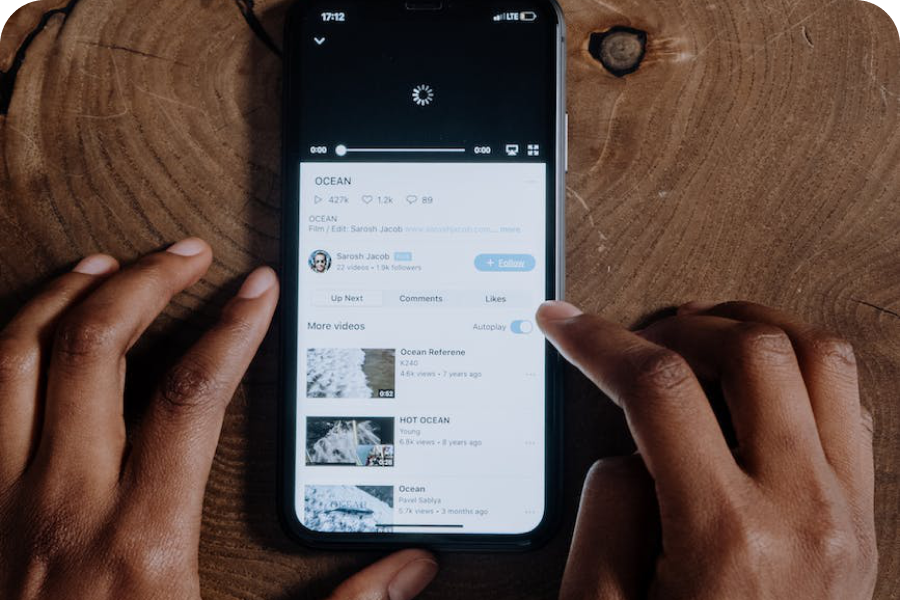 17:12 LTE
0:00 0:00
OCEAN
427k 1.2k 89
OCEAN
Film / Edit: Sarosh Jacob www.saroshjacob.com... more
Sarosh Jacob
22 videos • 1.9k followers
+ Follow
Up Next Comments Likes
More videos Autoplay
Ocean Referene
K240
4.6k views • 7 years ago
0:52
HOT OCEAN
Young
6.8k views • 8 years ago
Ocean
Pavel Sablya
5.7k views • 3 months ago